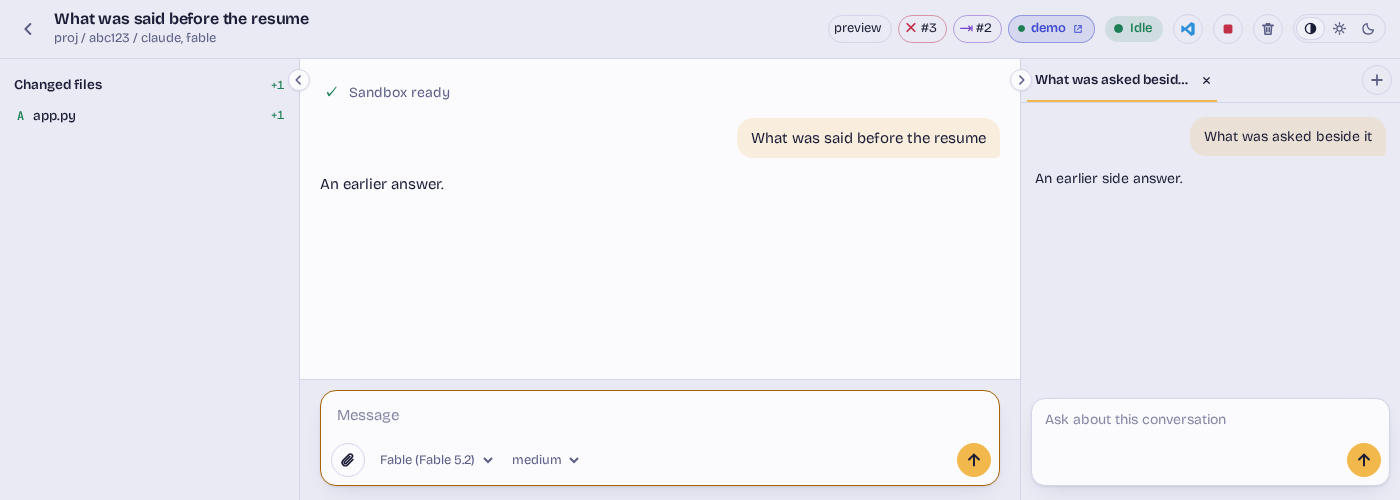 What was said before the resume
proj / abc123 / claude, fable
preview
#3
#2
demo
Idle
Changed files +1
A app.py +1
✓ Sandbox ready
What was said before the resume
An earlier answer.
Message
Fable (Fable 5.2) medium
What was asked besid... ×
What was asked beside it
An earlier side answer.
Ask about this conversation